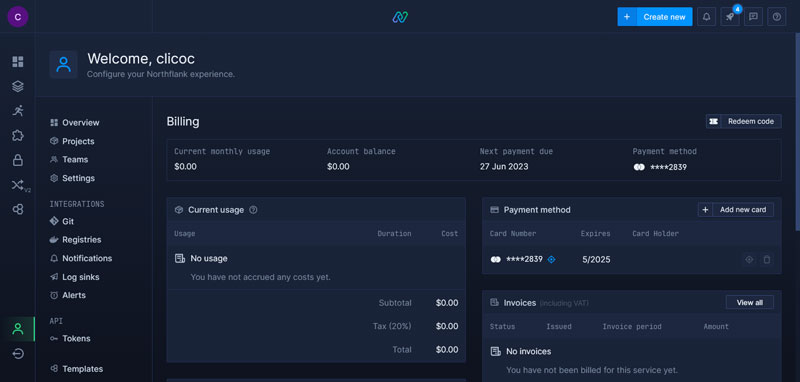 C
Create new
4
Welcome, clicoc
Configure your Northflank experience.
V2
Overview
Projects
Teams
Settings
INTEGRATIONS
Git
Registries
Notifications
Log sinks
Alerts
API
Tokens
Templates
Billing
Redeem code
Current monthly usage
$0.00
Account balance
$0.00
Next payment due
27 Jun 2023
Payment method
****2839
Current usage
Usage Duration Cost
No usage
You have not accrued any costs yet.
Subtotal $0.00
Tax (20%) $0.00
Total $0.00
Payment method
Add new card
Card Number Expires Card Holder
****2839 5/2025
Invoices (including VAT)
View all
Status Issued Invoice period Amount
No invoices
You have not been billed for this service yet.